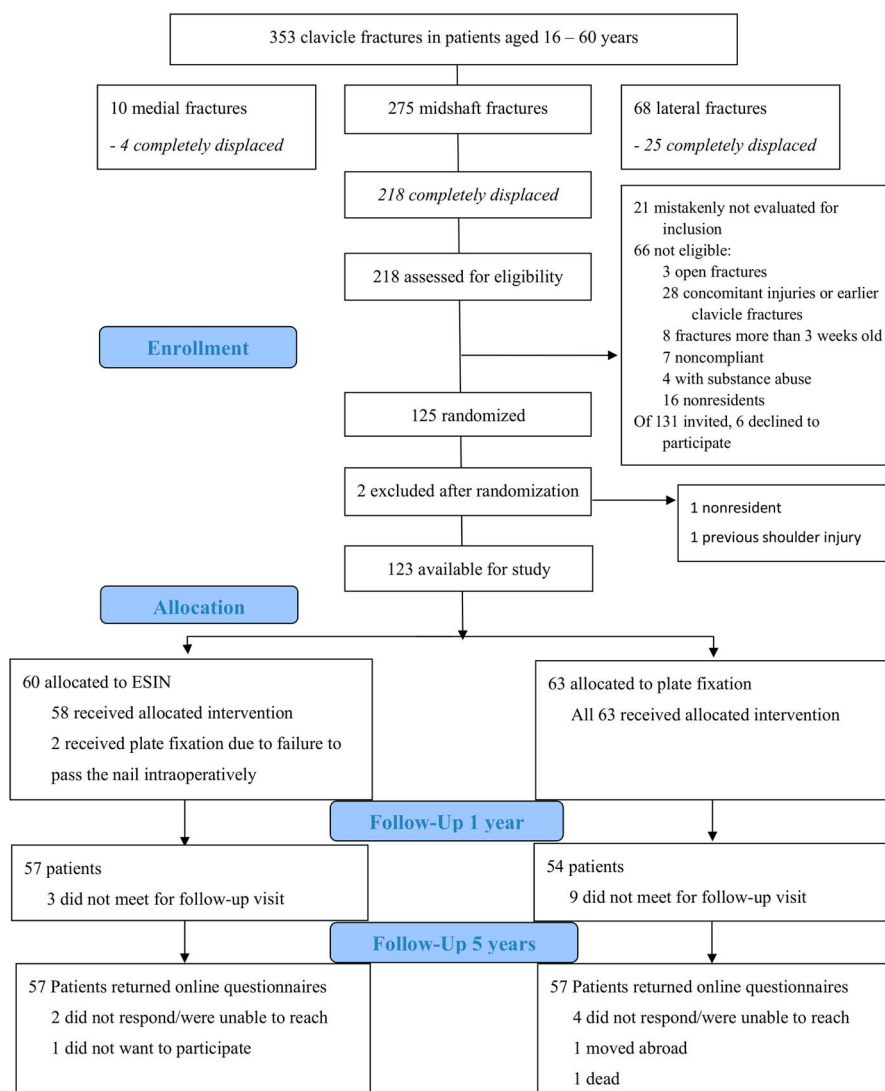 353 clavicle fractures in patients aged 16 – 60 years
10 medial fractures
- 4 completely displaced
275 midshaft fractures
68 lateral fractures
- 25 completely displaced
218 completely displaced
21 mistakenly not evaluated for
inclusion
66 not eligible:
3 open fractures
28 concomitant injuries or earlier
clavicle fractures
8 fractures more than 3 weeks old
7 noncompliant
4 with substance abuse
16 nonresidents
Of 131 invited, 6 declined to
participate
218 assessed for eligibility
Enrollment
125 randomized
2 excluded after randomization
1 nonresident
1 previous shoulder injury
123 available for study
Allocation
60 allocated to ESIN
58 received allocated intervention
2 received plate fixation due to failure to
pass the nail intraoperatively
63 allocated to plate fixation
All 63 received allocated intervention
Follow-Up 1 year
57 patients
3 did not meet for follow-up visit
54 patients
9 did not meet for follow-up visit
Follow-Up 5 years
57 Patients returned online questionnaires
2 did not respond/were unable to reach
1 did not want to participate
57 Patients returned online questionnaires
4 did not respond/were unable to reach
1 moved abroad
1 dead